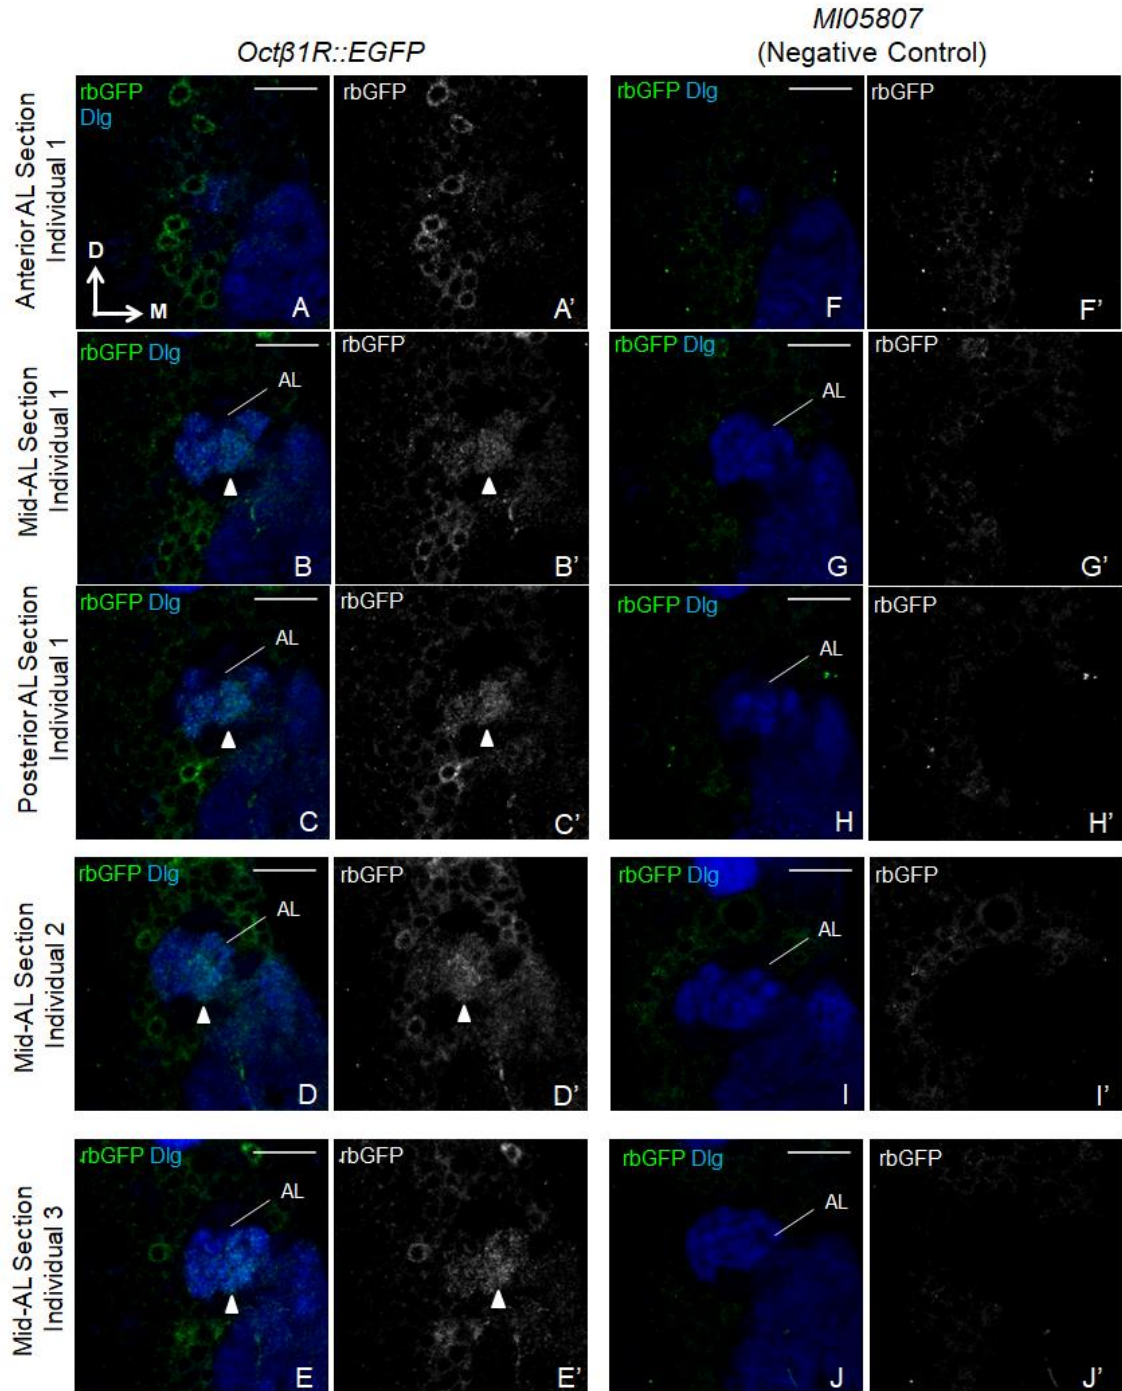 Octβ1R::EGFP
MI05807
(Negative Control)
Anterior AL Section
Individual 1
rbGFP
Dlg
D
M
A
rbGFP
A’
rbGFP Dlg
F
rbGFP
F’
Mid-AL Section
Individual 1
rbGFP Dlg
AL
B
rbGFP
B’
rbGFP Dlg
AL
G
rbGFP
G’
Posterior AL Section
Individual 1
rbGFP Dlg
AL
C
rbGFP
C’
rbGFP Dlg
AL
H
rbGFP
H’
Mid-AL Section
Individual 2
rbGFP Dlg
AL
D
rbGFP
D’
rbGFP Dlg
AL
I
rbGFP
I’
Mid-AL Section
Individual 3
rbGFP Dlg
AL
E
rbGFP
E’
rbGFP Dlg
AL
J
rbGFP
J’